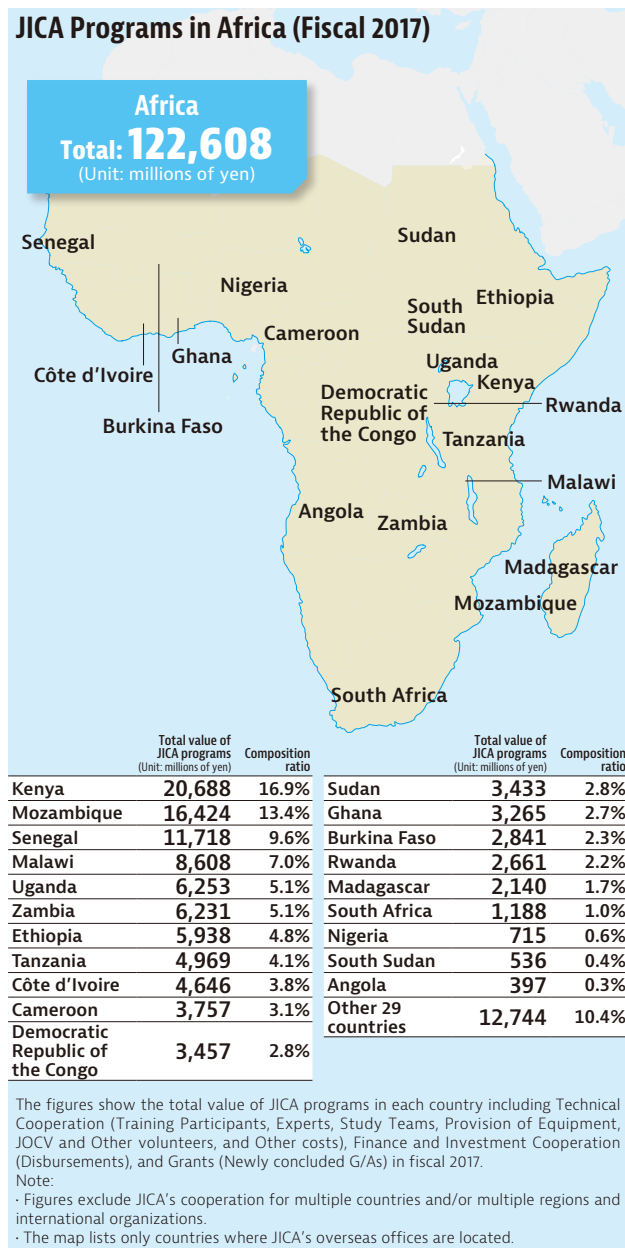 JICA Programs in Africa (Fiscal 2017)
Africa
Total: 122,608
(Unit: millions of yen)
Senegal
Sudan
Nigeria
Ethiopia
South
Sudan
Cameroon
Ghana
Uganda
Côte d’Ivoire
Kenya
Democratic
Republic of
the Congo
Rwanda
Burkina Faso
Tanzania
Malawi
Angola
Zambia
Madagascar
Mozambique
South Africa
Total value of
JICA programs
(Unit: millions of yen)
Composition
ratio
Kenya 20,688 16.9%
Mozambique 16,424 13.4%
Senegal 11,718 9.6%
Malawi 8,608 7.0%
Uganda 6,253 5.1%
Zambia 6,231 5.1%
Ethiopia 5,938 4.8%
Tanzania 4,969 4.1%
Côte d’Ivoire 4,646 3.8%
Cameroon 3,757 3.1%
Democratic
Republic of
the Congo
3,457 2.8%
Total value of
JICA programs
(Unit: millions of yen)
Composition
ratio
Sudan 3,433 2.8%
Ghana 3,265 2.7%
Burkina Faso 2,841 2.3%
Rwanda 2,661 2.2%
Madagascar 2,140 1.7%
South Africa 1,188 1.0%
Nigeria 715 0.6%
South Sudan 536 0.4%
Angola 397 0.3%
Other 29
countries
12,744 10.4%
The figures show the total value of JICA programs in each country including Technical
Cooperation (Training Participants, Experts, Study Teams, Provision of Equipment,
JOCV and Other volunteers, and Other costs), Finance and Investment Cooperation
(Disbursements), and Grants (Newly concluded G/As) in fiscal 2017.
Note:
· Figures exclude JICA’s cooperation for multiple countries and/or multiple regions and
international organizations.
· The map lists only countries where JICA’s overseas offices are located.